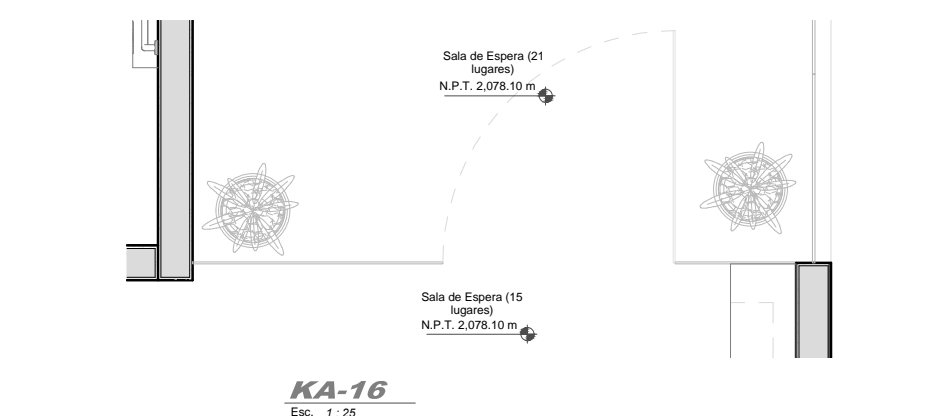 Sala de Espera (21
lugares)
N.P.T. 2,078.10 m
Sala de Espera (15
lugares)
N.P.T. 2,078.10 m
KA-16
Esc. 1 : 25